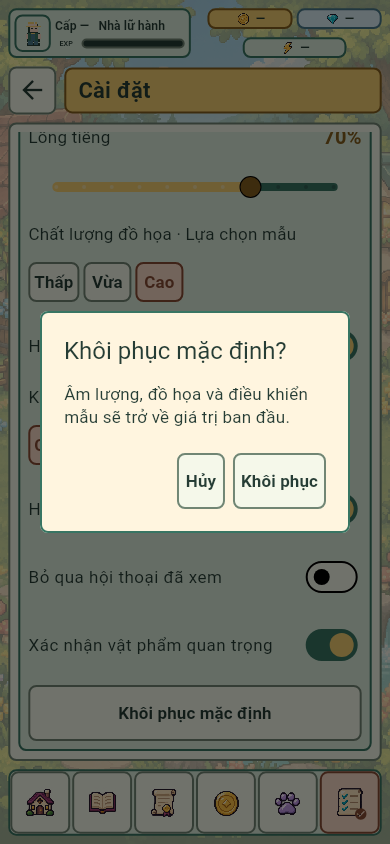 Cấp — Nhà lữ hành
EXP
—
—
—
Cài đặt
Lồng tiếng 70%
Chất lượng đồ họa · Lựa chọn mẫu
Thấp Vừa Cao
H
Khôi phục mặc định?
Âm lượng, đồ họa và điều khiển
mẫu sẽ trở về giá trị ban đầu.
K
Hủy Khôi phục
H
Bỏ qua hội thoại đã xem
Xác nhận vật phẩm quan trọng
Khôi phục mặc định